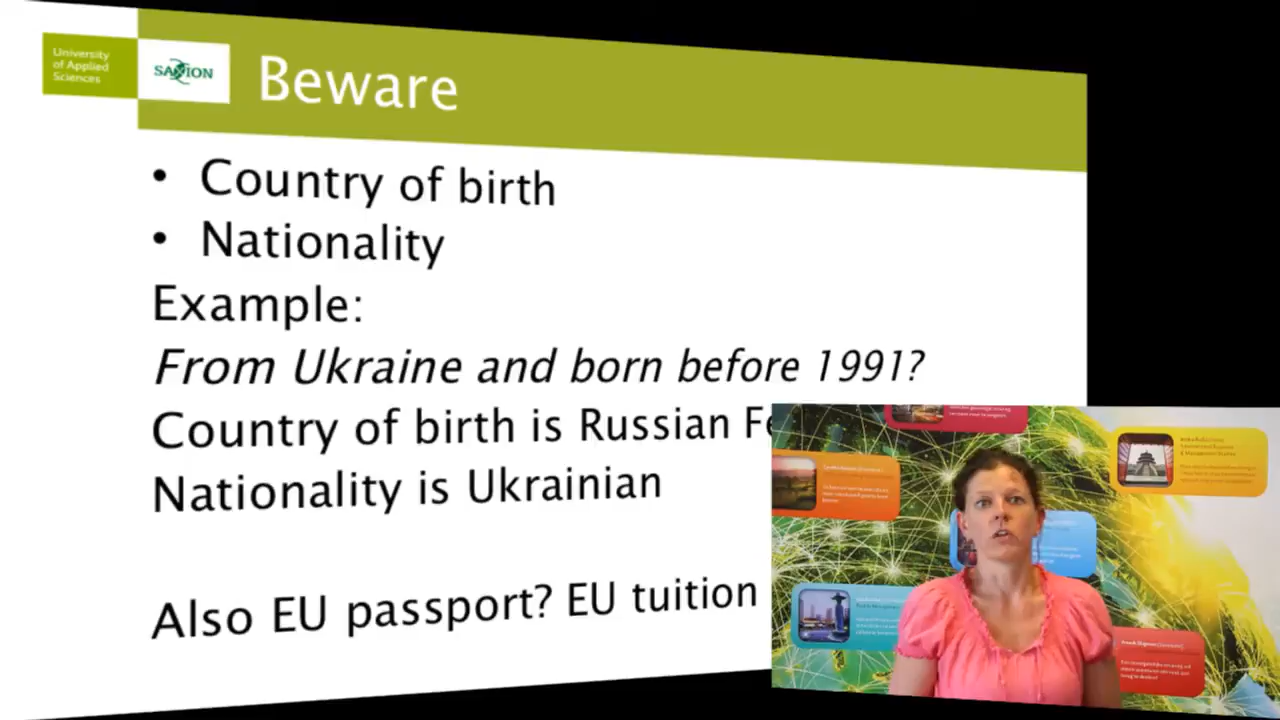 University
of Applied
Sciences
SAXION
Beware
• Country of birth
• Nationality
Example:
From Ukraine and born before 1991?
Country of birth is Russian Fe
Nationality is Ukrainian
Also EU passport? EU tuition